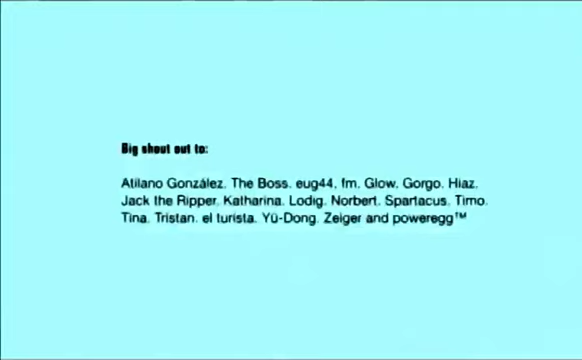 Big shout out to:
Atilano González, The Boss, eug44, fm, Glow, Gorgo, Hiaz,
Jack the Ripper, Katharina, Lodig, Norbert, Spartacus, Timo,
Tina, Tristan, el turista, Yü-Dong, Zeiger and poweregg™